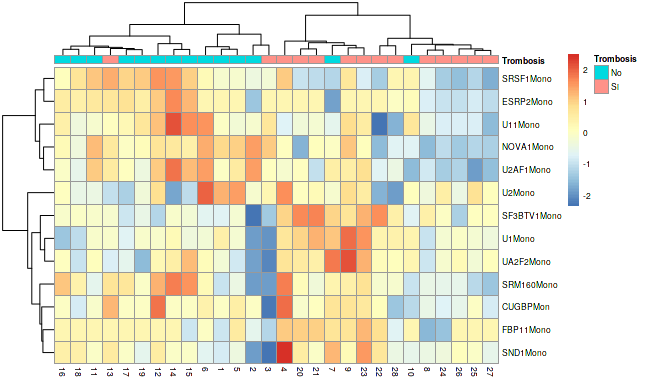 Trombosis
SRSF1Mono
ESRP2Mono
U11Mono
NOVA1Mono
U2AF1Mono
U2Mono
SF3BTV1Mono
U1Mono
UA2F2Mono
SRM160Mono
CUGBPMon
FBP11Mono
SND1Mono
16 18 11 13 17 19 12 14 15 6 1 5 2 3 4 20 21 7 9 23 22 28 10 8 24 26 25 27
2
1
0
-1
-2
Trombosis
No
SI